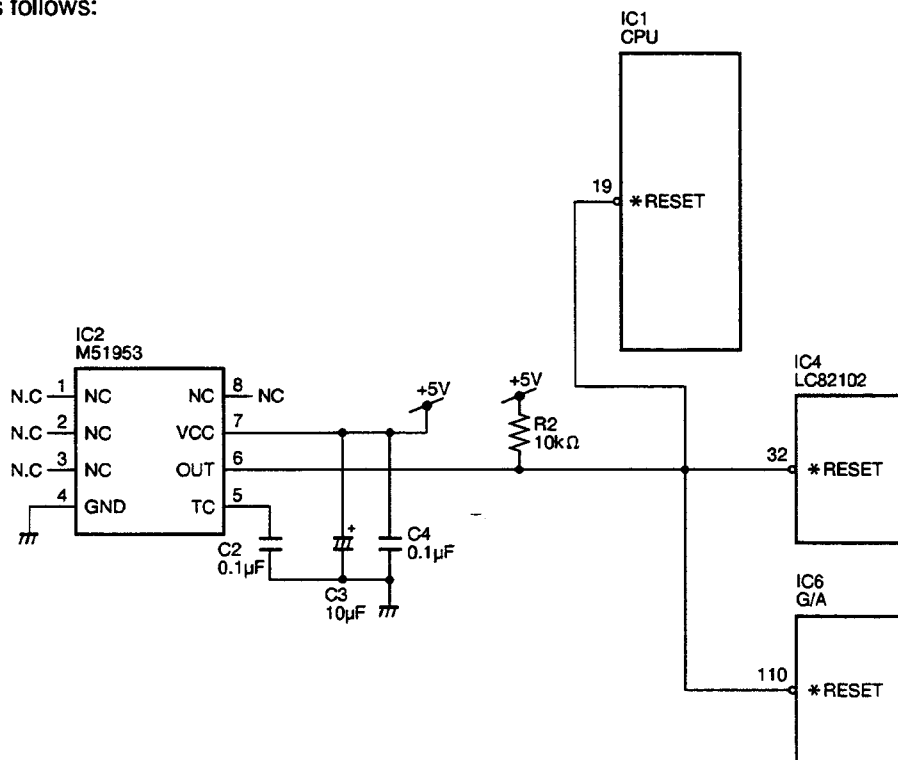 s follows:
IC1
CPU
19
*RESET
IC2
M51953
N.C 1 NC
NC 8 NC
N.C 2 NC
VCC 7
N.C 3 NC
OUT 6
4 GND
TC 5
+5V
+5V
R2
10kΩ
C2
0.1µF
C3
10µF
+
C4
0.1µF
IC4
LC82102
32
*RESET
IC6
G/A
110
*RESET